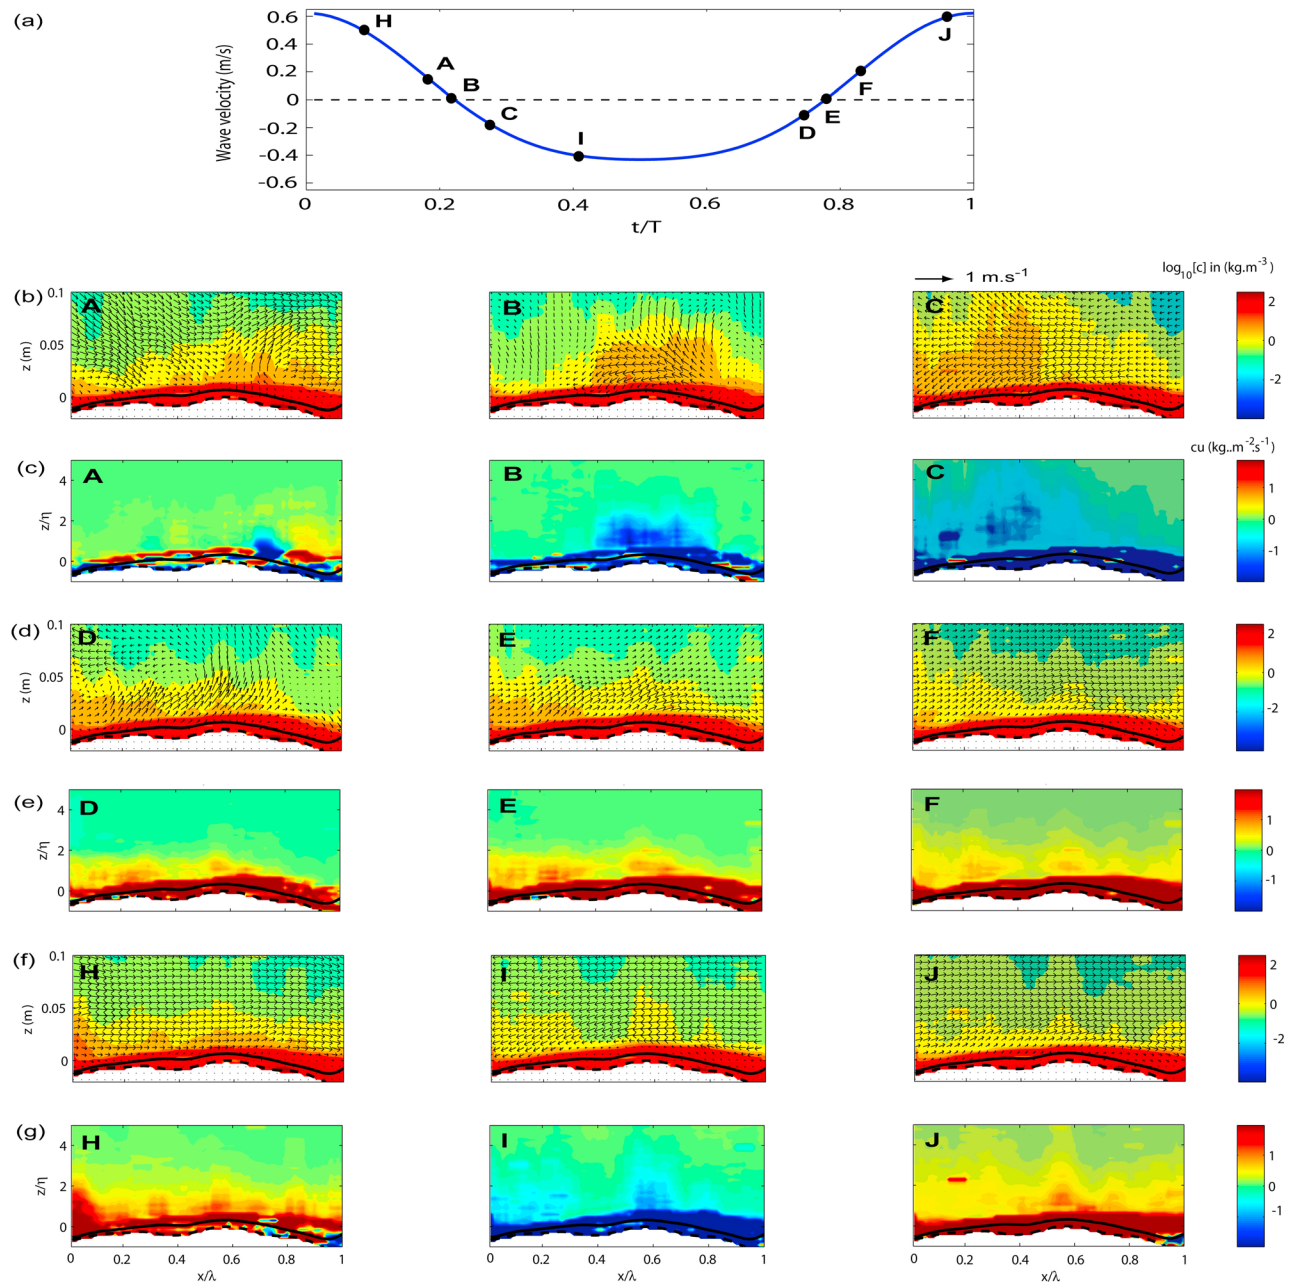 (a)
Wave velocity (m/s)
0.6
0.4
0.2
0
-0.2
-0.4
-0.6
H
A
B
C
I
D
E
F
J
0 0.2 0.4 0.6 0.8 1
t/T
1 m.s⁻¹
log₁₀[c] in (kg.m⁻³)
(b)
z (m)
0.1
0.05
0
A
B
C
2
0
-2
cu (kg..m⁻².s⁻¹)
(c)
z/η
4
2
0
A
B
C
1
0
-1
(d)
z (m)
0.1
0.05
0
D
E
F
2
0
-2
(e)
z/η
4
2
0
D
E
F
1
0
-1
(f)
z (m)
0.1
0.05
0
H
I
J
2
0
-2
(g)
z/η
4
2
0
H
I
J
1
0
-1
0 0.2 0.4 0.6 0.8 1
0 0.2 0.4 0.6 0.8 1
0 0.2 0.4 0.6 0.8 1
x/λ
x/λ
x/λ